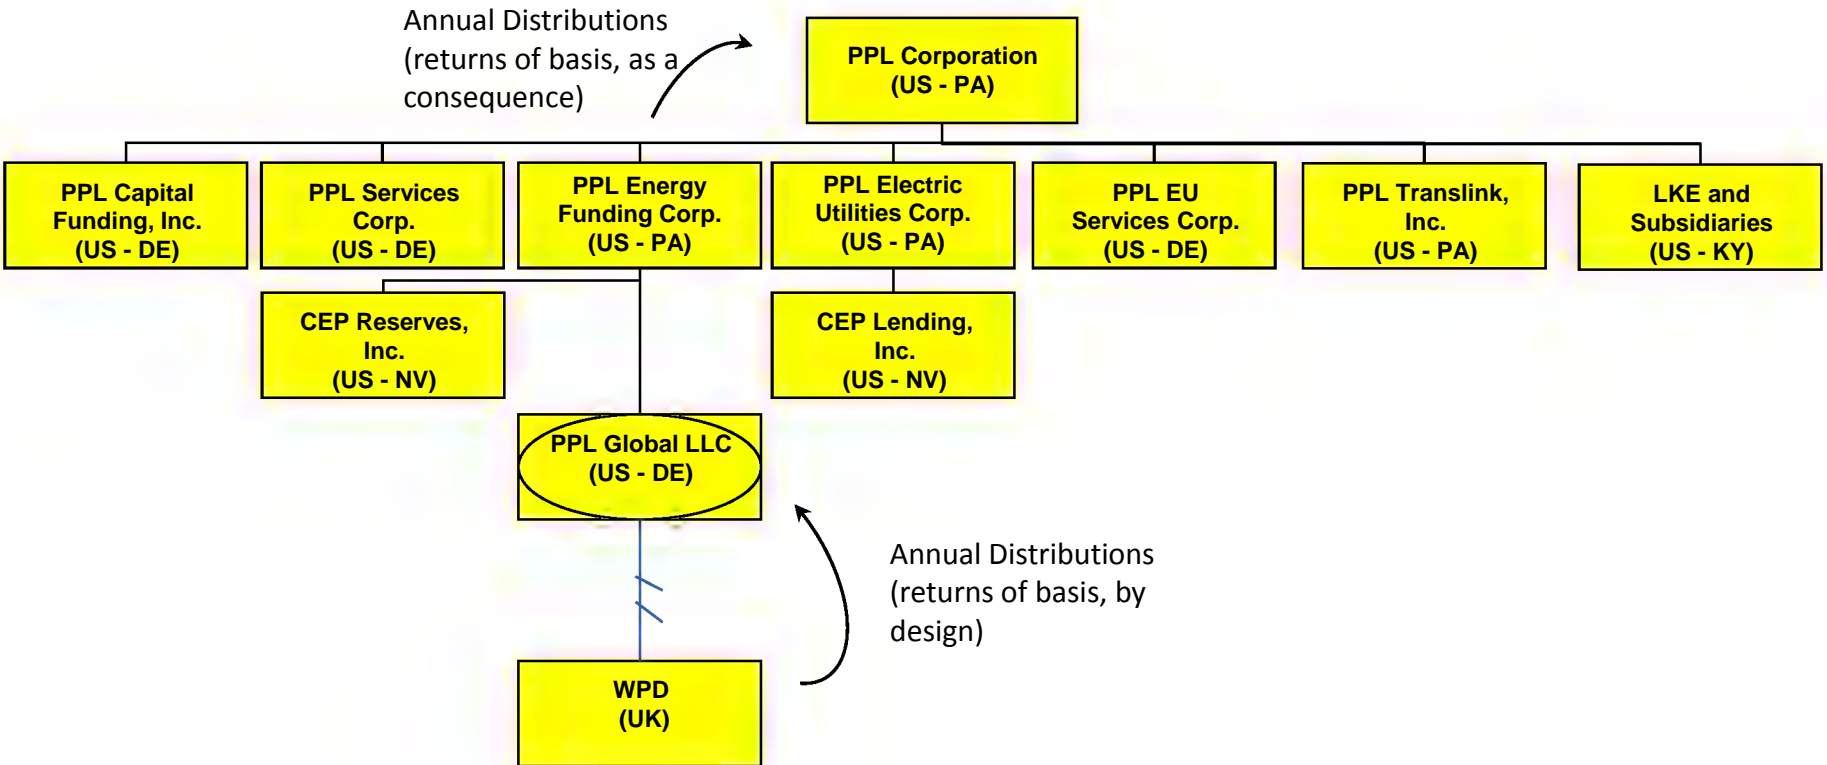 Annual Distributions
(returns of basis, as a
consequence)
PPL Corporation
(US - PA)
PPL Capital
Funding, Inc.
(US - DE)
PPL Services
Corp.
(US - DE)
PPL Energy
Funding Corp.
(US - PA)
PPL Electric
Utilities Corp.
(US - PA)
PPL EU
Services Corp.
(US - DE)
PPL Translink,
Inc.
(US - PA)
LKE and
Subsidiaries
(US - KY)
CEP Reserves,
Inc.
(US - NV)
CEP Lending,
Inc.
(US - NV)
PPL Global LLC
(US - DE)
Annual Distributions
(returns of basis, by
design)
WPD
(UK)